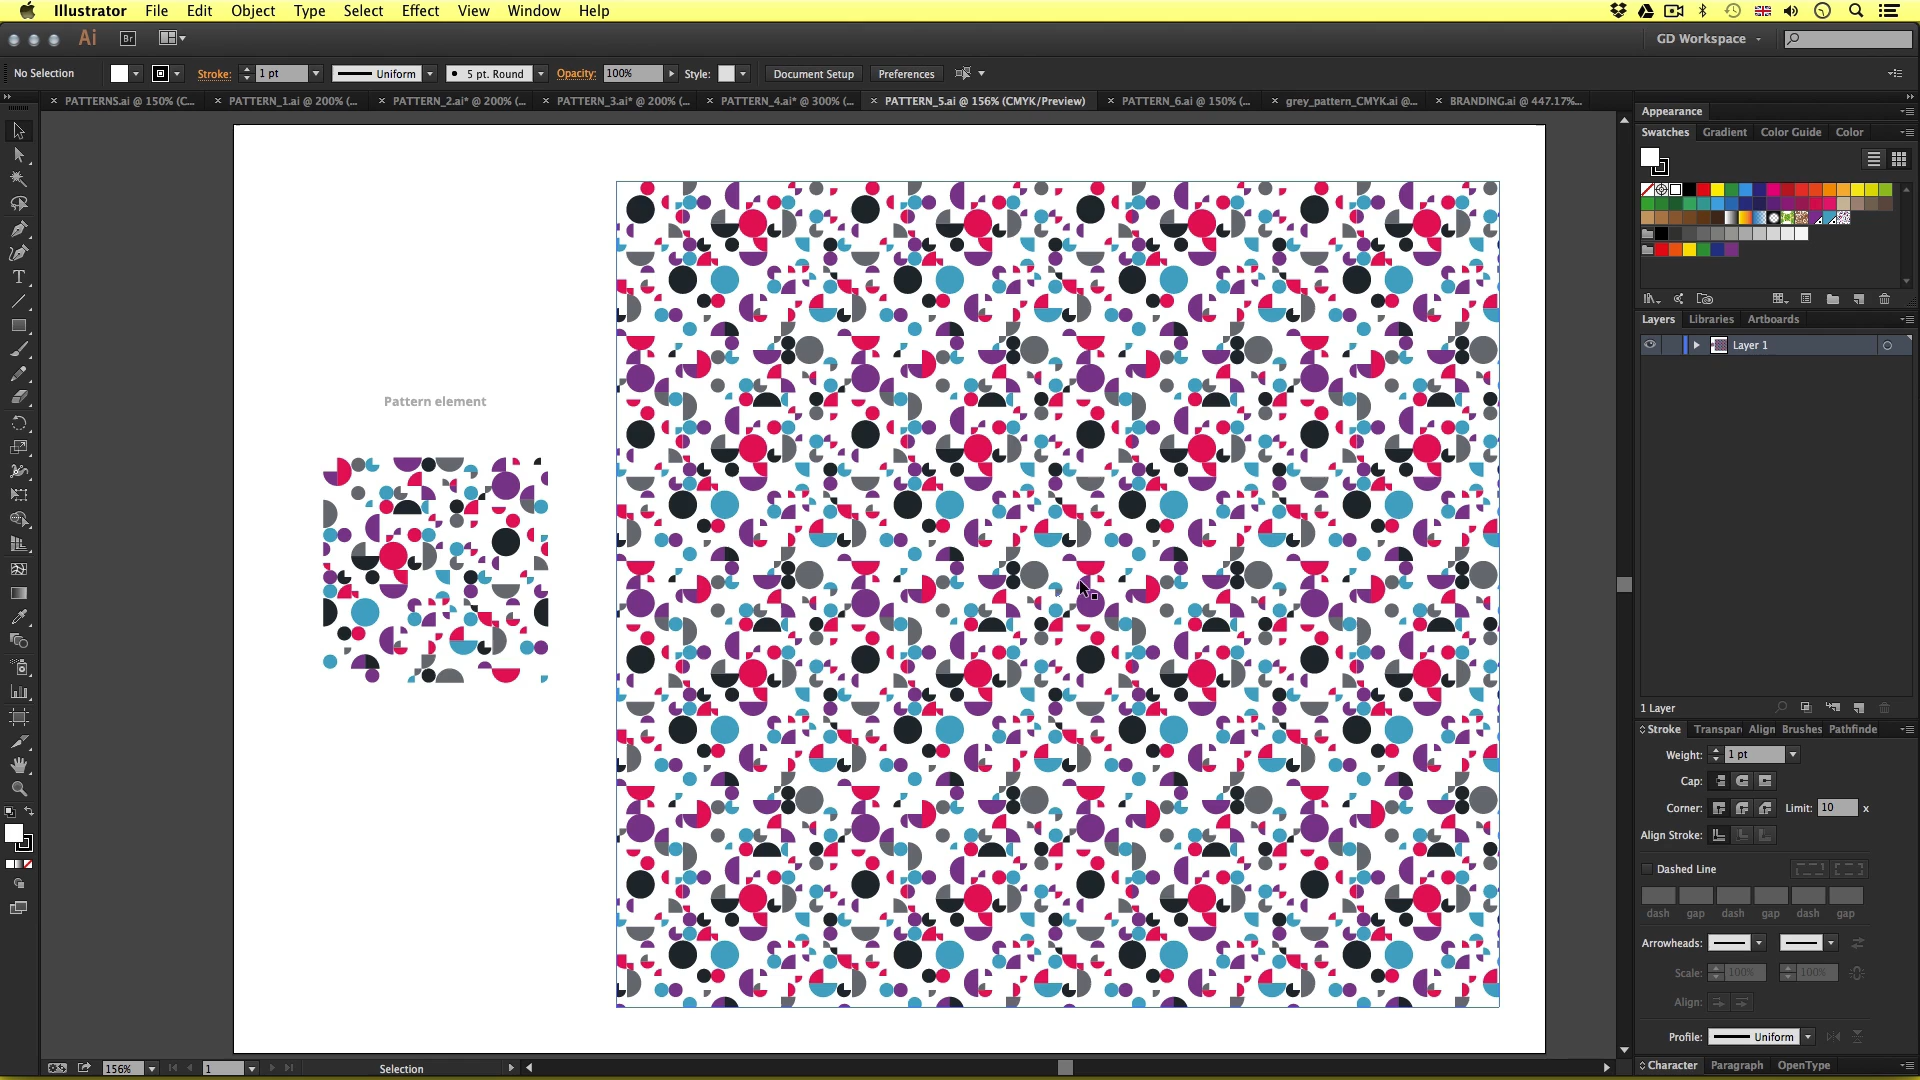 Illustrator File Edit Object Type Select Effect View Window Help
Ai Br GD Workspace
No Selection Stroke: 1 pt Uniform 5 pt. Round Opacity: 100% Style: Document Setup Preferences
PATTERNS.ai @ 150% (C... PATTERN_1.ai @ 200% (... PATTERN_2.ai* @ 200% (... PATTERN_3.ai* @ 200% (... PATTERN_4.ai* @ 300% (... PATTERN_5.ai @ 156% (CMYK/Preview) PATTERN_6.ai @ 150% (... grey_pattern_CMYK.ai @... BRANDING.ai @ 447.17%...
Appearance
Swatches Gradient Color Guide Color
Layers Libraries Artboards
Layer 1
Pattern element
1 Layer
Stroke Transpar Align Brushes Pathfinde
Weight: 1 pt
Cap:
Corner: Limit: 10 x
Align Stroke:
Dashed Line
dash gap dash gap dash gap
Arrowheads:
Scale: 100% 100%
Align:
Profile: Uniform
156% 1 Selection
Character Paragraph OpenType